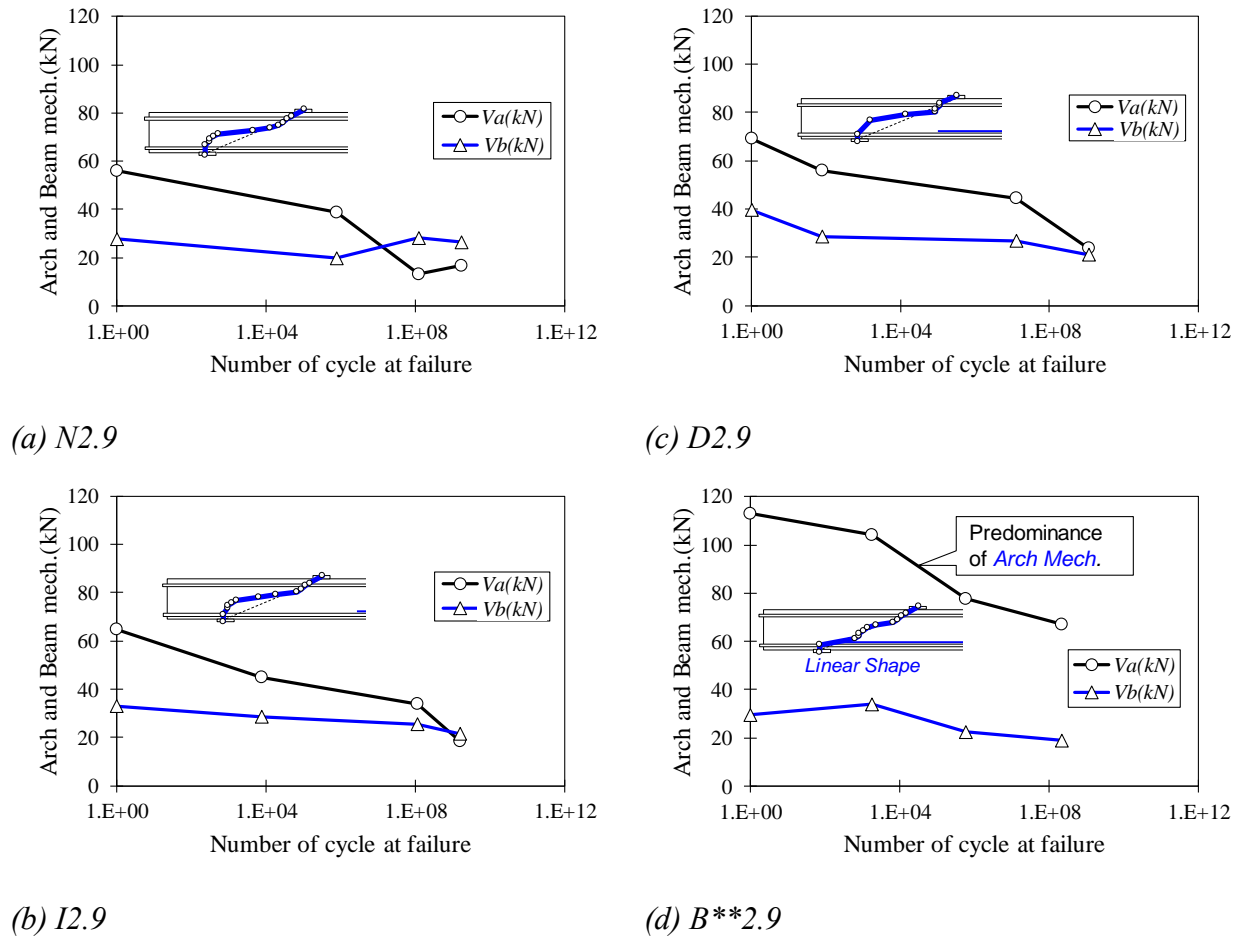 120
100
80
60
40
20
0
Arch and Beam mech.(kN)
Va(kN)
Vb(kN)
1.E+00 1.E+04 1.E+08 1.E+12
Number of cycle at failure
(a) N2.9
120
100
80
60
40
20
0
Arch and Beam mech.(kN)
Va(kN)
Vb(kN)
1.E+00 1.E+04 1.E+08 1.E+12
Number of cycle at failure
(c) D2.9
120
100
80
60
40
20
0
Arch and Beam mech.(kN)
Va(kN)
Vb(kN)
1.E+00 1.E+04 1.E+08 1.E+12
Number of cycle at failure
(b) I2.9
120
100
80
60
40
20
0
Arch and Beam mech.(kN)
Predominance
of Arch Mech.
Linear Shape
Va(kN)
Vb(kN)
1.E+00 1.E+04 1.E+08 1.E+12
Number of cycle at failure
(d) B**2.9